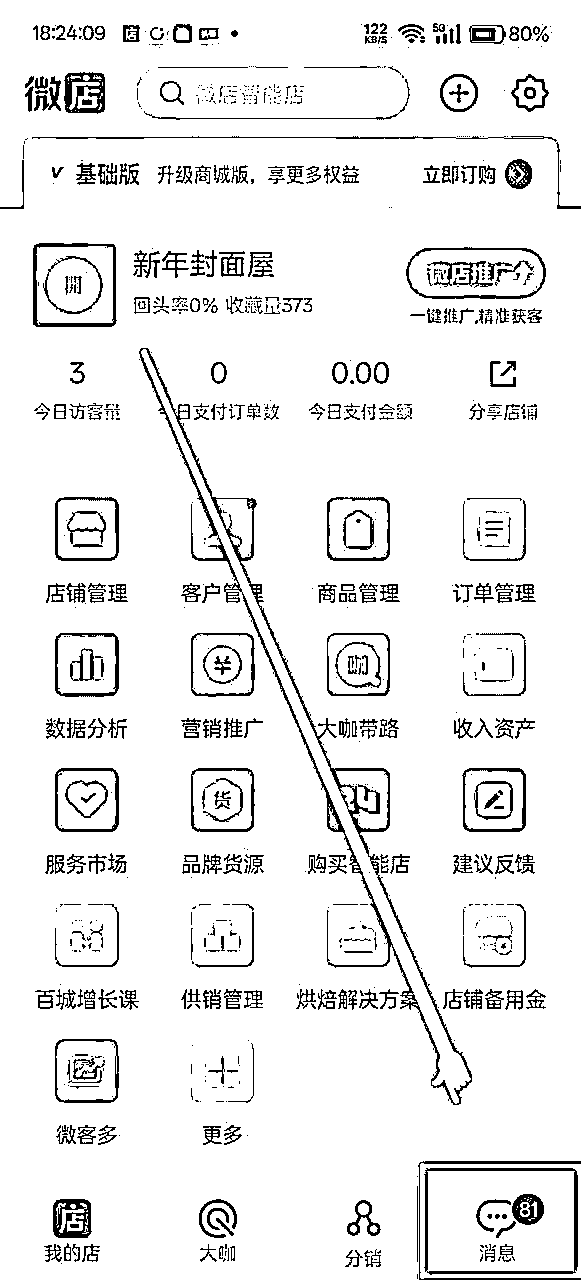 18:24:09 店 122 KB/S 5G 80%
微店 微店智能店
基础版 升级商城版，享更多权益 立即订购
開 新年封面屋 微店推广
回头率0% 收藏量373 一键推广,精准获客
3 0 0.00
今日访客量 今日支付订单数 今日支付金额 分享店铺
店铺管理 客户管理 商品管理 订单管理
咖
数据分析 营销推广 大咖带路 收入资产
货
服务市场 品牌货源 购买智能店 建议反馈
百城增长课 供销管理 烘焙解决方案 店铺备用金
微客多 更多
店 81
我的店 大咖 分销 消息